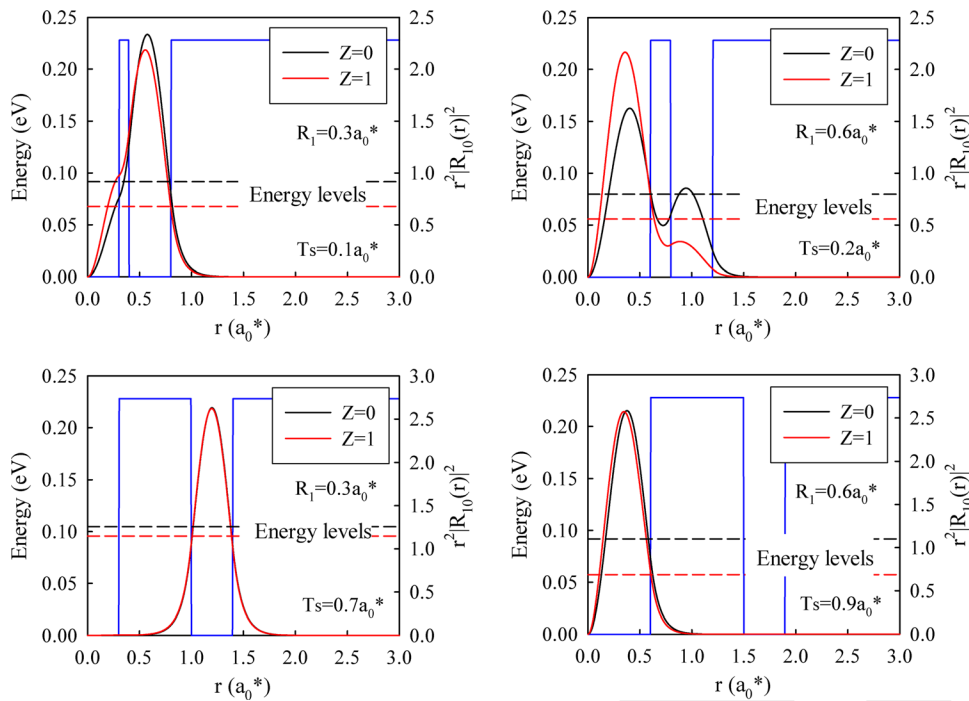 0.25
0.20
0.15
0.10
0.05
0.00
Energy (eV)
2.5
2.0
1.5
1.0
0.5
0.0
r²|R₁₀(r)|²
Z=0
Z=1
R₁=0.3a₀*
Energy levels
Ts=0.1a₀*
0.0 0.5 1.0 1.5 2.0 2.5 3.0
r (a₀*)
0.25
0.20
0.15
0.10
0.05
0.00
Energy (eV)
2.5
2.0
1.5
1.0
0.5
0.0
r²|R₁₀(r)|²
Z=0
Z=1
R₁=0.6a₀*
Energy levels
Ts=0.2a₀*
0.0 0.5 1.0 1.5 2.0 2.5 3.0
r (a₀*)
0.25
0.20
0.15
0.10
0.05
0.00
Energy (eV)
3.0
2.5
2.0
1.5
1.0
0.5
0.0
r²|R₁₀(r)|²
Z=0
Z=1
R₁=0.3a₀*
Energy levels
Ts=0.7a₀*
0.0 0.5 1.0 1.5 2.0 2.5 3.0
r (a₀*)
0.25
0.20
0.15
0.10
0.05
0.00
Energy (eV)
3.0
2.5
2.0
1.5
1.0
0.5
0.0
r²|R₁₀(r)|²
Z=0
Z=1
R₁=0.6a₀*
Energy levels
Ts=0.9a₀*
0.0 0.5 1.0 1.5 2.0 2.5 3.0
r (a₀*)